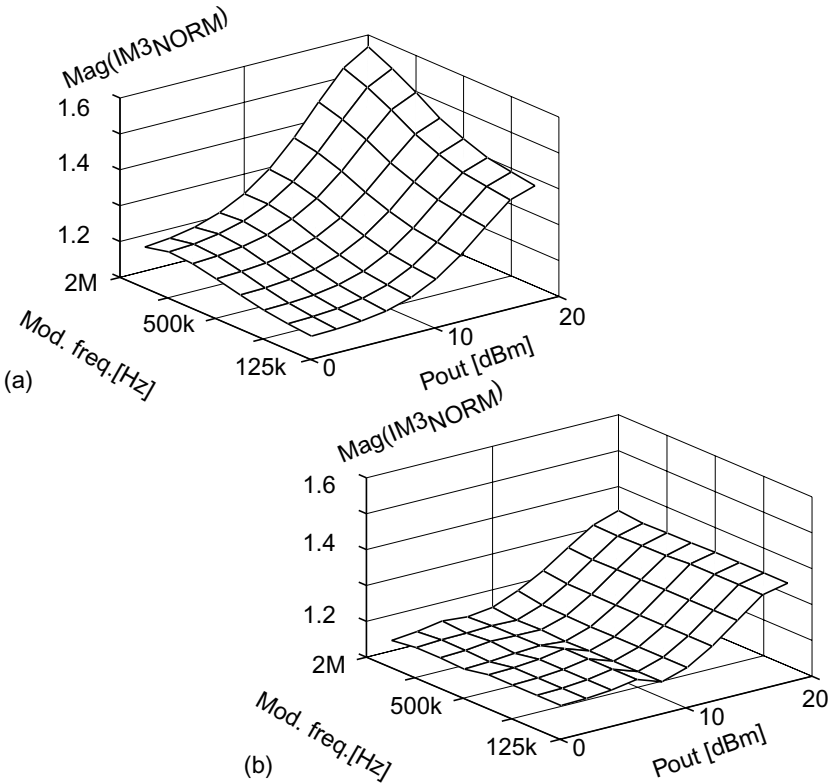 Mag(IM3NORM)
1.6
1.4
1.2
2M
500k
125k
Mod. freq.[Hz]
0
10
20
Pout [dBm]
(a)
Mag(IM3NORM)
1.6
1.4
1.2
2M
500k
125k
Mod. freq.[Hz]
0
10
20
Pout [dBm]
(b)